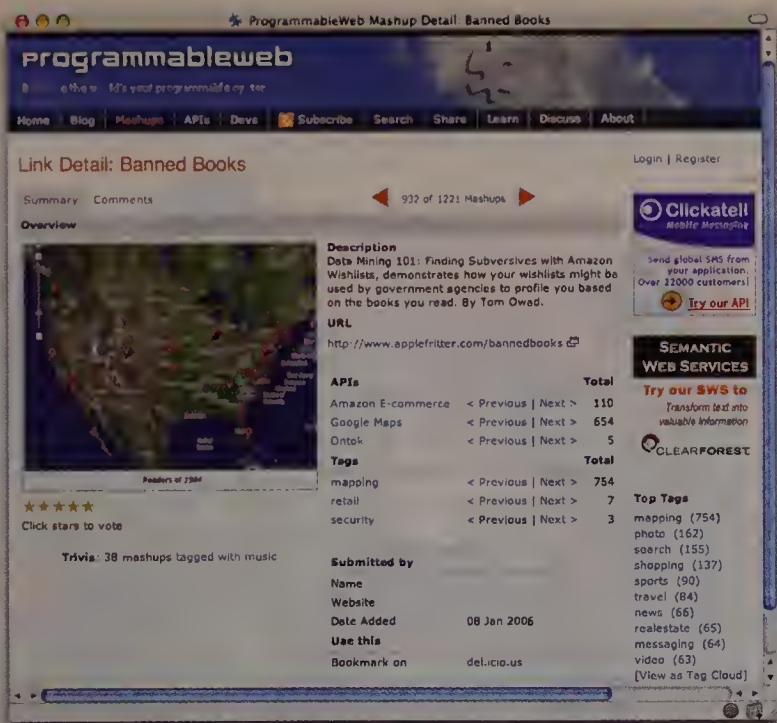 ProgrammableWeb Mashup Detail: Banned Books
programmableweb
Home Blog Mashups APIs Devs Subscribe Search Share Learn Discuss About
Link Detail: Banned Books
Login | Register
Summary Comments
932 of 1221 Mashups
Overview
Readers of 1984
Click stars to vote
Trivia: 38 mashups tagged with music
Description
Data Mining 101: Finding Subversives with Amazon
Wishlists, demonstrates how your wishlists might be
used by government agencies to profile you based
on the books you read. By Tom Owad.
URL
http://www.applefritter.com/bannedbooks
APIs Total
Amazon E-commerce < Previous | Next > 110
Google Maps < Previous | Next > 654
Ontok < Previous | Next > 5
Tags Total
mapping < Previous | Next > 754
retail < Previous | Next > 7
security < Previous | Next > 3
Submitted by
Name
Website
Date Added 08 Jan 2006
Use this
Bookmark on del.icio.us
Clickatell
Mobile Messaging
Send global SMS from
your application.
Over 22000 customers!
Try our API
SEMANTIC
WEB SERVICES
Try our SWS to
Transform text into
valuable information
CLEARFOREST
Top Tags
mapping (754)
photo (162)
search (155)
shopping (137)
sports (90)
travel (84)
news (66)
realestate (65)
messaging (64)
video (63)
[View as Tag Cloud]